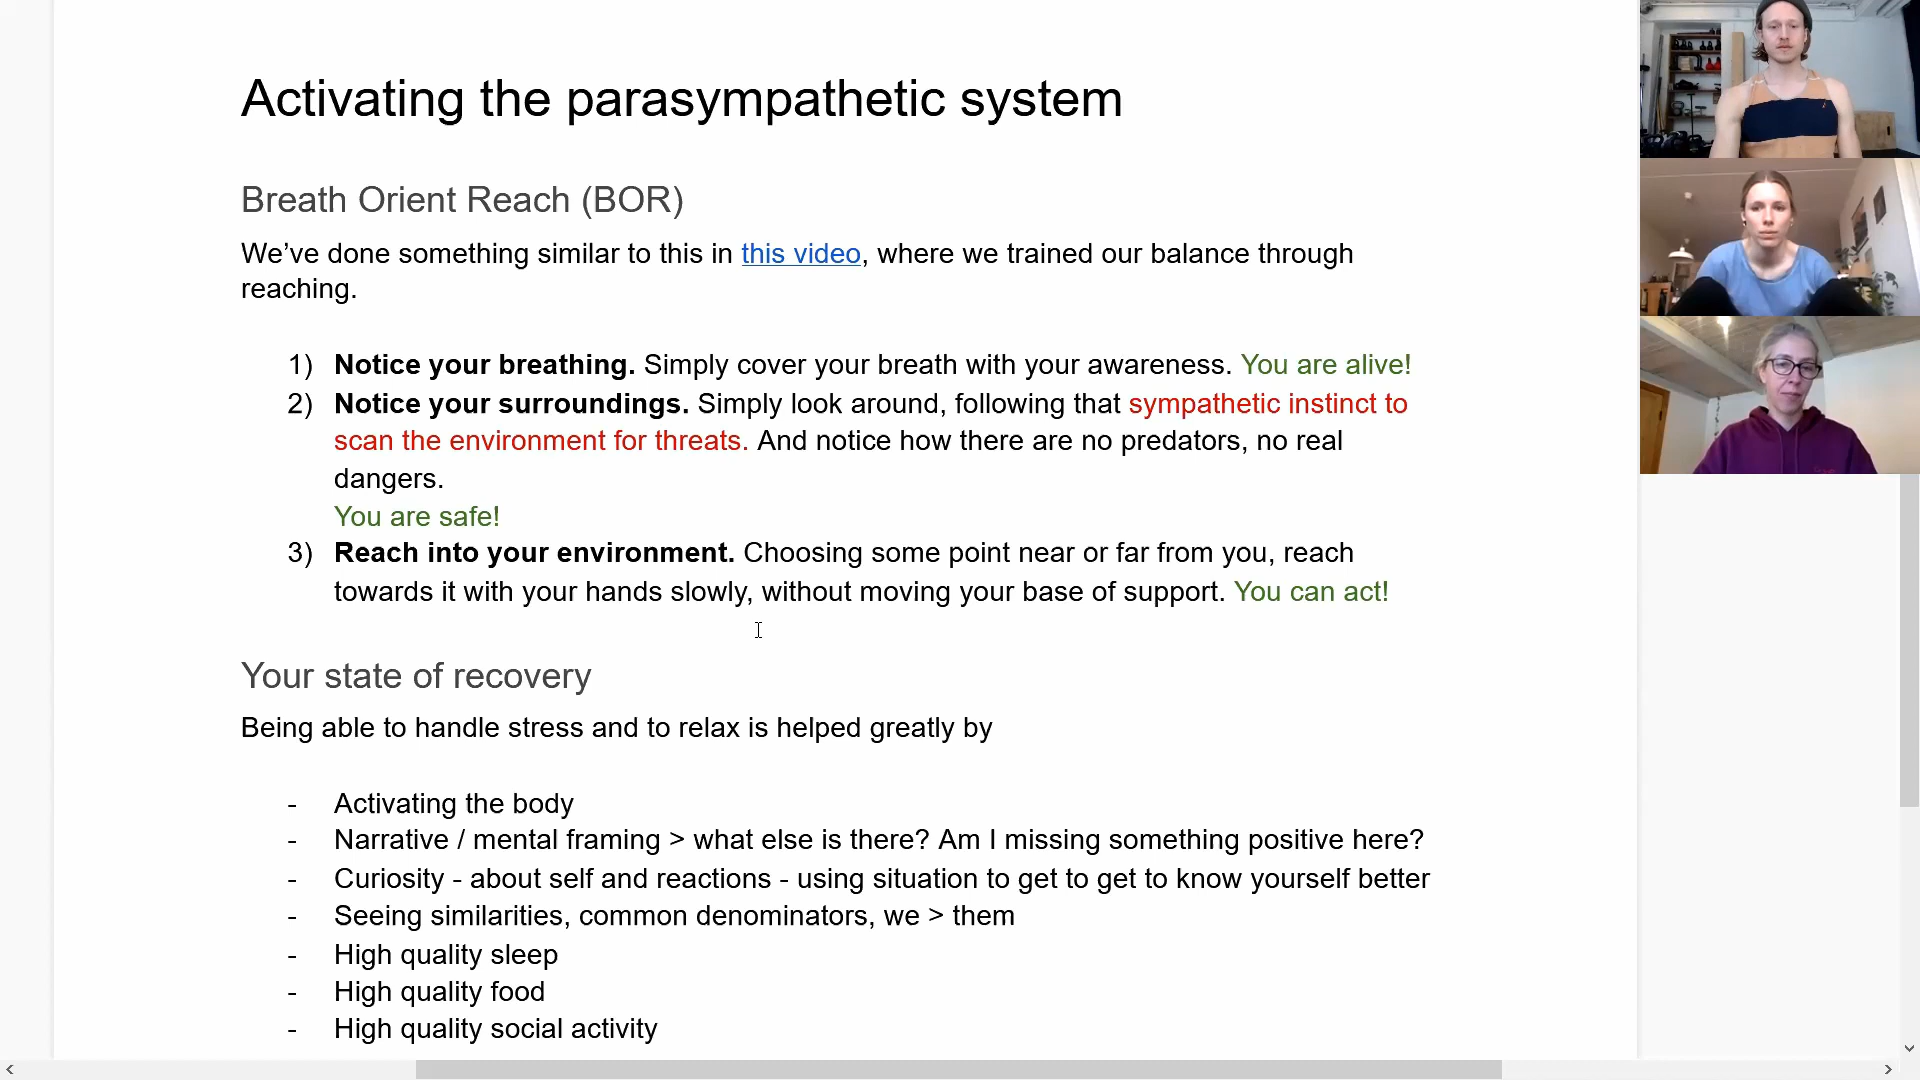 Activating the parasympathetic system
Breath Orient Reach (BOR)
We’ve done something similar to this in this video, where we trained our balance through
reaching.
1) Notice your breathing. Simply cover your breath with your awareness. You are alive!
2) Notice your surroundings. Simply look around, following that sympathetic instinct to
scan the environment for threats. And notice how there are no predators, no real
dangers.
You are safe!
3) Reach into your environment. Choosing some point near or far from you, reach
towards it with your hands slowly, without moving your base of support. You can act!
Your state of recovery
Being able to handle stress and to relax is helped greatly by
- Activating the body
- Narrative / mental framing > what else is there? Am I missing something positive here?
- Curiosity - about self and reactions - using situation to get to get to know yourself better
- Seeing similarities, common denominators, we > them
- High quality sleep
- High quality food
- High quality social activity